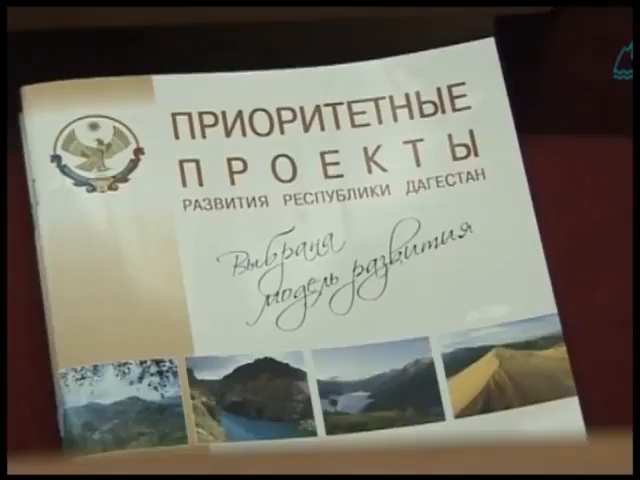 ПРИОРИТЕТНЫЕ
ПРОЕКТЫ
РАЗВИТИЯ РЕСПУБЛИКИ ДАГЕСТАН
Выбрана
модель развития